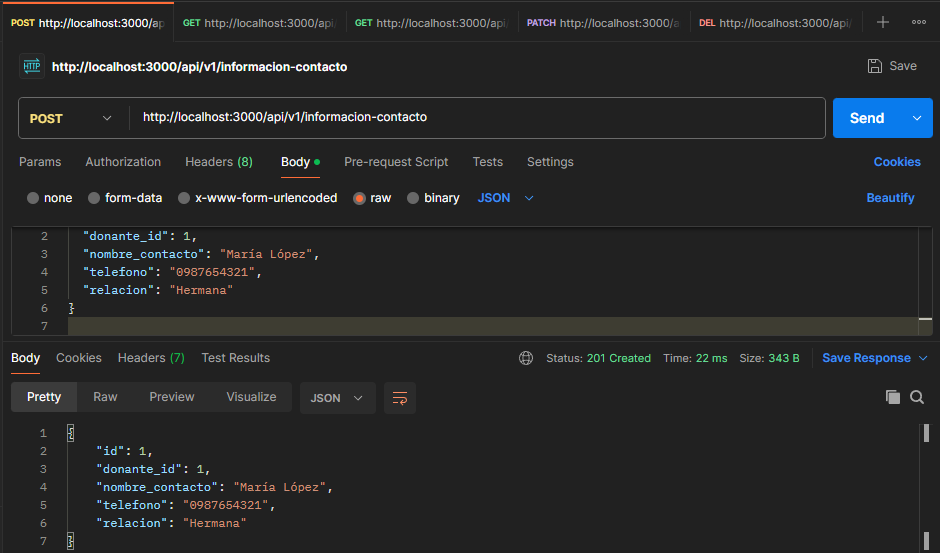 POST http://localhost:3000/ap GET http://localhost:3000/api/ GET http://localhost:3000/api/ PATCH http://localhost:3000/a DEL http://localhost:3000/api/
HTTP http://localhost:3000/api/v1/informacion-contacto Save
POST http://localhost:3000/api/v1/informacion-contacto Send
Params Authorization Headers (8) Body Pre-request Script Tests Settings Cookies
none form-data x-www-form-urlencoded raw binary JSON Beautify
2 "donante_id": 1,
3 "nombre_contacto": "María López",
4 "telefono": "0987654321",
5 "relacion": "Hermana"
6 }
7
Body Cookies Headers (7) Test Results Status: 201 Created Time: 22 ms Size: 343 B Save Response
Pretty Raw Preview Visualize JSON
1 {
2 "id": 1,
3 "donante_id": 1,
4 "nombre_contacto": "María López",
5 "telefono": "0987654321",
6 "relacion": "Hermana"
7 }